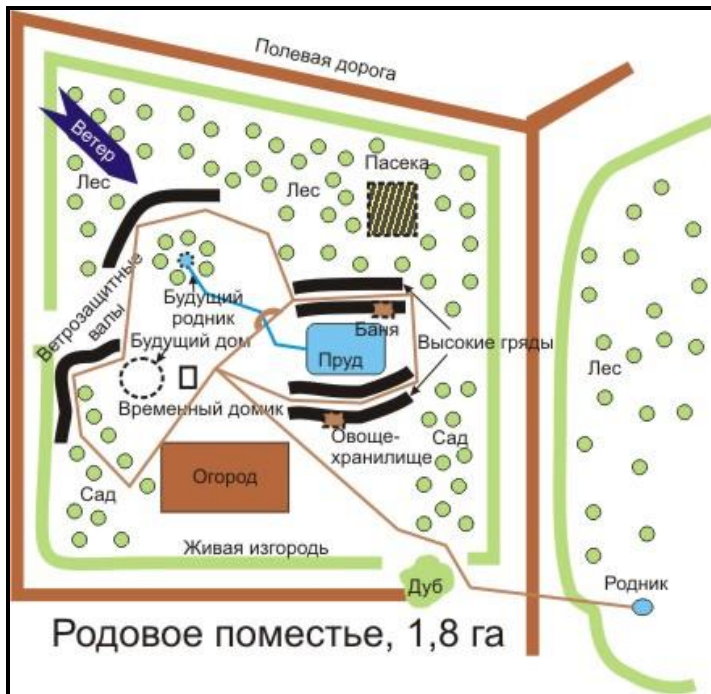 Полевая дорога
Ветер
Пасека
Лес
Лес
Ветрозащитные
валы
Будущий
родник
Баня
Высокие гряды
Будущий дом
Пруд
Лес
Временный домик
Овоще-
хранилище
Сад
Огород
Сад
Живая изгородь
Дуб
Родник
Родовое поместье, 1,8 га